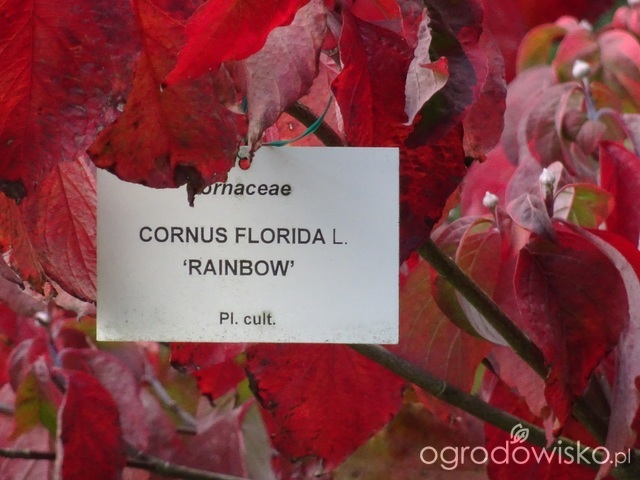 ornaceae
CORNUS FLORIDA L.
‘RAINBOW’
Pl. cult.
ogrodowisko.pl